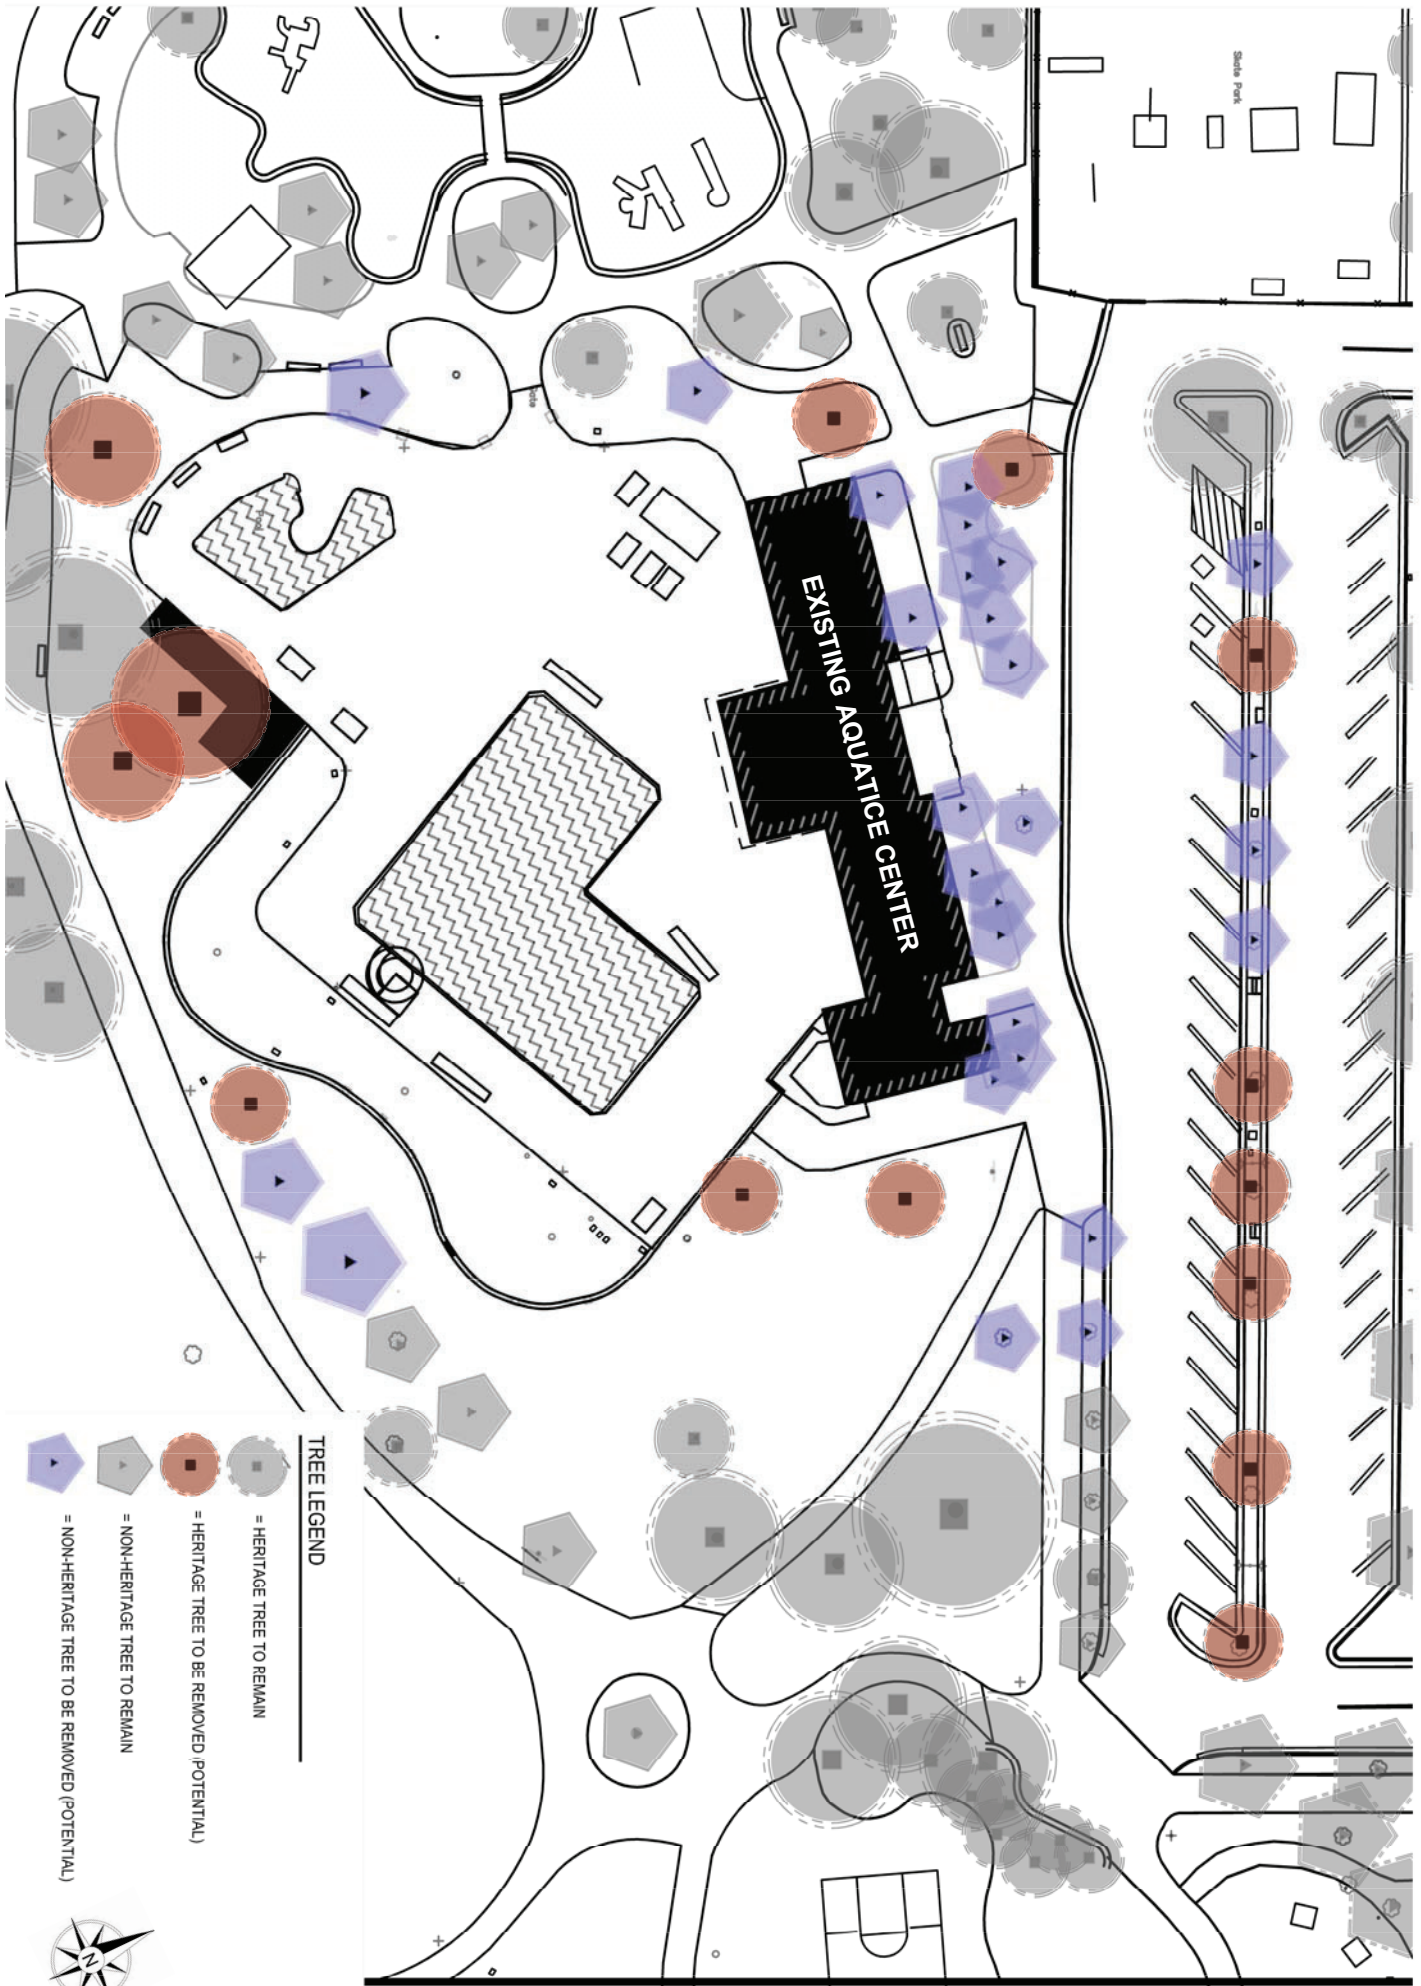 Skate Park
EXISTING AQUATICE CENTER
Pool
TREE LEGEND
= HERITAGE TREE TO REMAIN
= HERITAGE TREE TO BE REMOVED (POTENTIAL)
= NON-HERITAGE TREE TO REMAIN
= NON-HERITAGE TREE TO BE REMOVED (POTENTIAL)
N